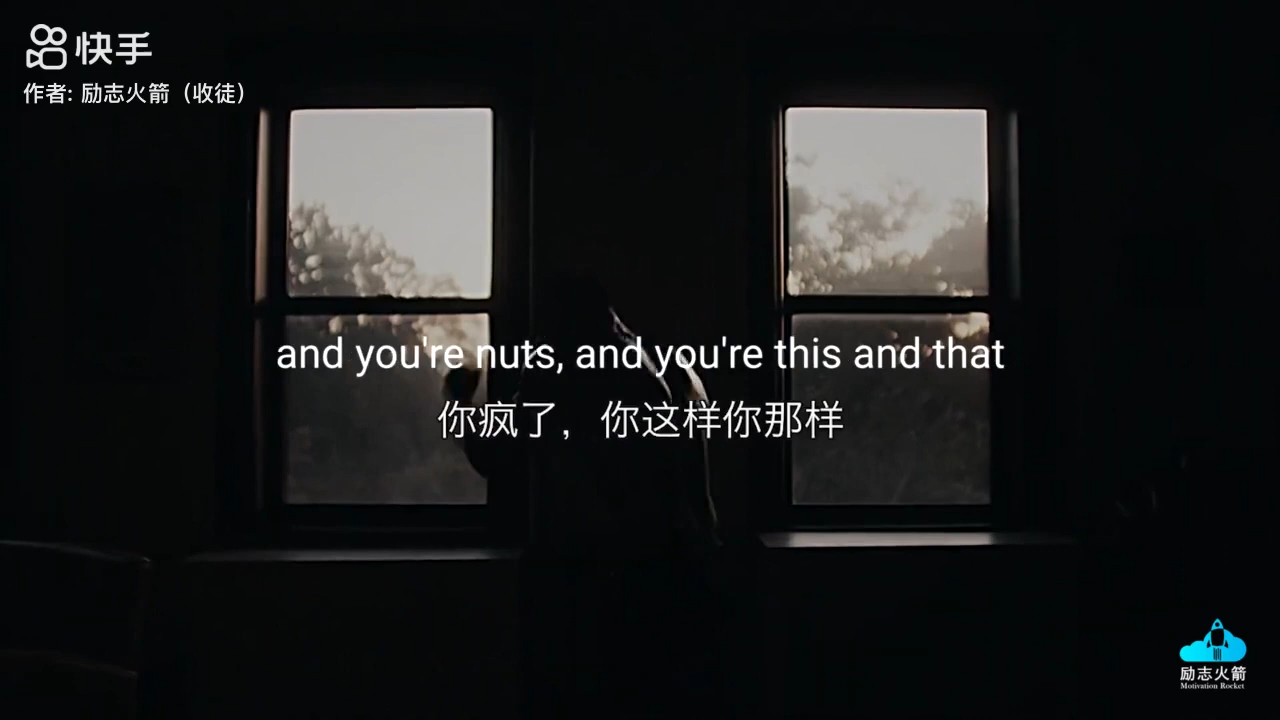 快手
作者: 励志火箭（收徒）
and you're nuts, and you're this and that
你疯了，你这样你那样
励志火箭
Motivation Rocket